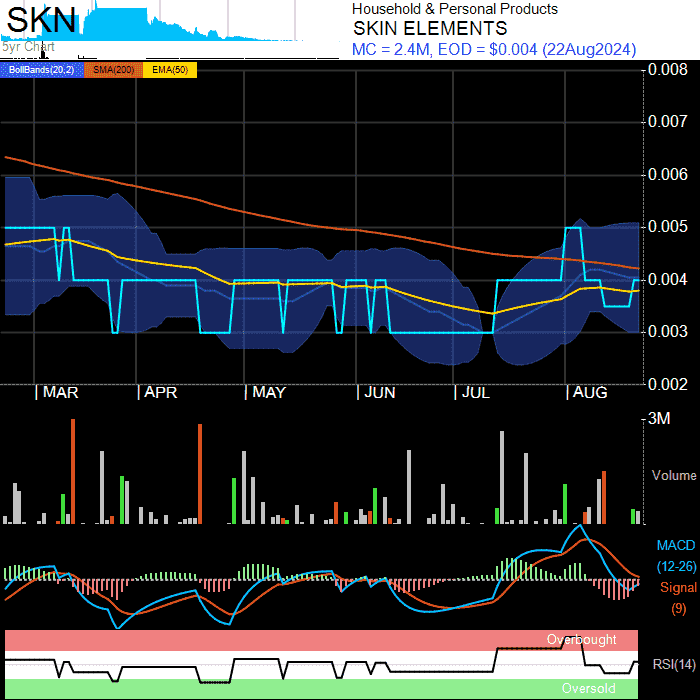 SKN
5yr Chart
Household & Personal Products
SKIN ELEMENTS
MC = 2.4M, EOD = $0.004 (22Aug2024)
BollBands(20,2) SMA(200) EMA(50)
0.008
0.007
0.006
0.005
0.004
0.003
0.002
| MAR | APR | MAY | JUN | JUL | AUG
3M
Volume
MACD
(12-26)
Signal
(9)
Overbought
RSI(14)
Oversold